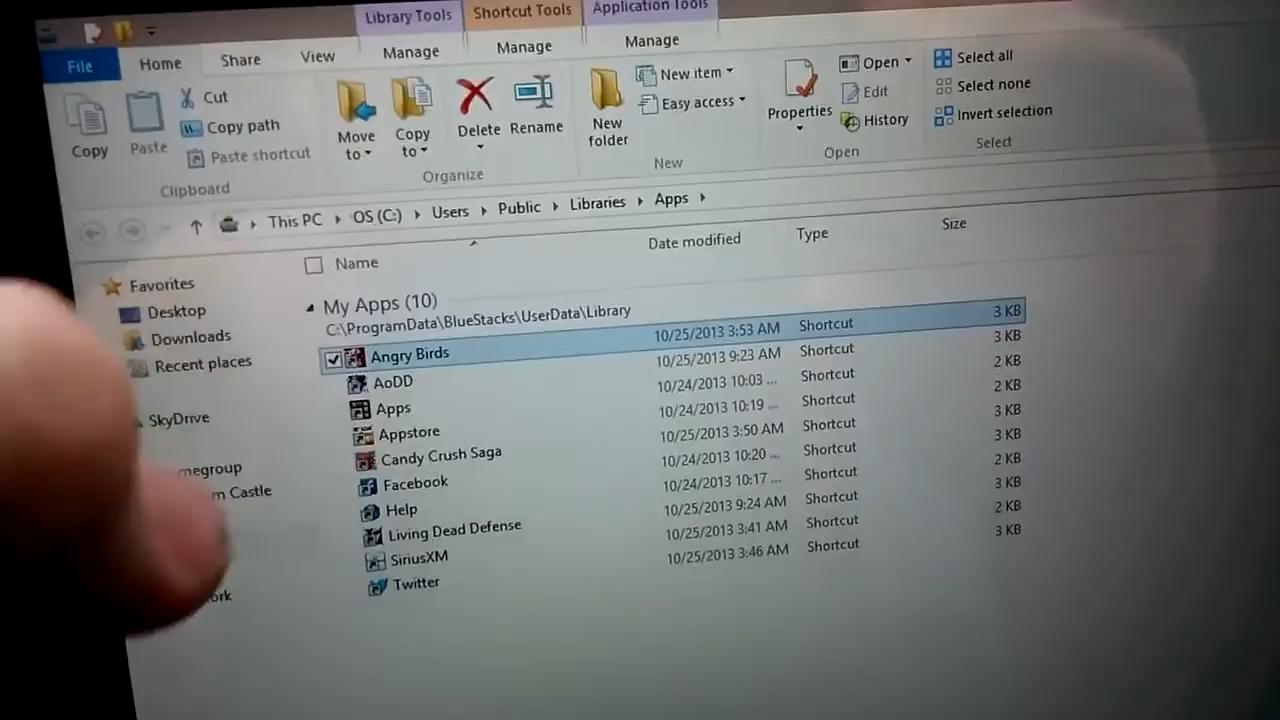 Library Tools Shortcut Tools Application Tools
File Home Share View Manage Manage Manage
Copy
Paste
Cut
Copy path
Paste shortcut
Clipboard
Move to
Copy to
Delete
Rename
Organize
New folder
New item
Easy access
New
Properties
Open
Edit
History
Open
Select all
Select none
Invert selection
Select
This PC OS (C:) Users Public Libraries Apps
Name Date modified Type Size
Favorites
Desktop
Downloads
Recent places
SkyDrive
My Apps (10)
C:\ProgramData\BlueStacks\UserData\Library
Angry Birds 10/25/2013 3:53 AM Shortcut 3 KB
AoDD 10/25/2013 9:23 AM Shortcut 3 KB
Apps 10/24/2013 10:03 ... Shortcut 2 KB
Appstore 10/24/2013 10:19 ... Shortcut 2 KB
Candy Crush Saga 10/25/2013 3:50 AM Shortcut 3 KB
Facebook 10/24/2013 10:20 ... Shortcut 3 KB
Help 10/24/2013 10:17 ... Shortcut 2 KB
Living Dead Defense 10/25/2013 9:24 AM Shortcut 3 KB
SiriusXM 10/25/2013 3:41 AM Shortcut 2 KB
Twitter 10/25/2013 3:46 AM Shortcut 3 KB
megroup
m Castle
ork